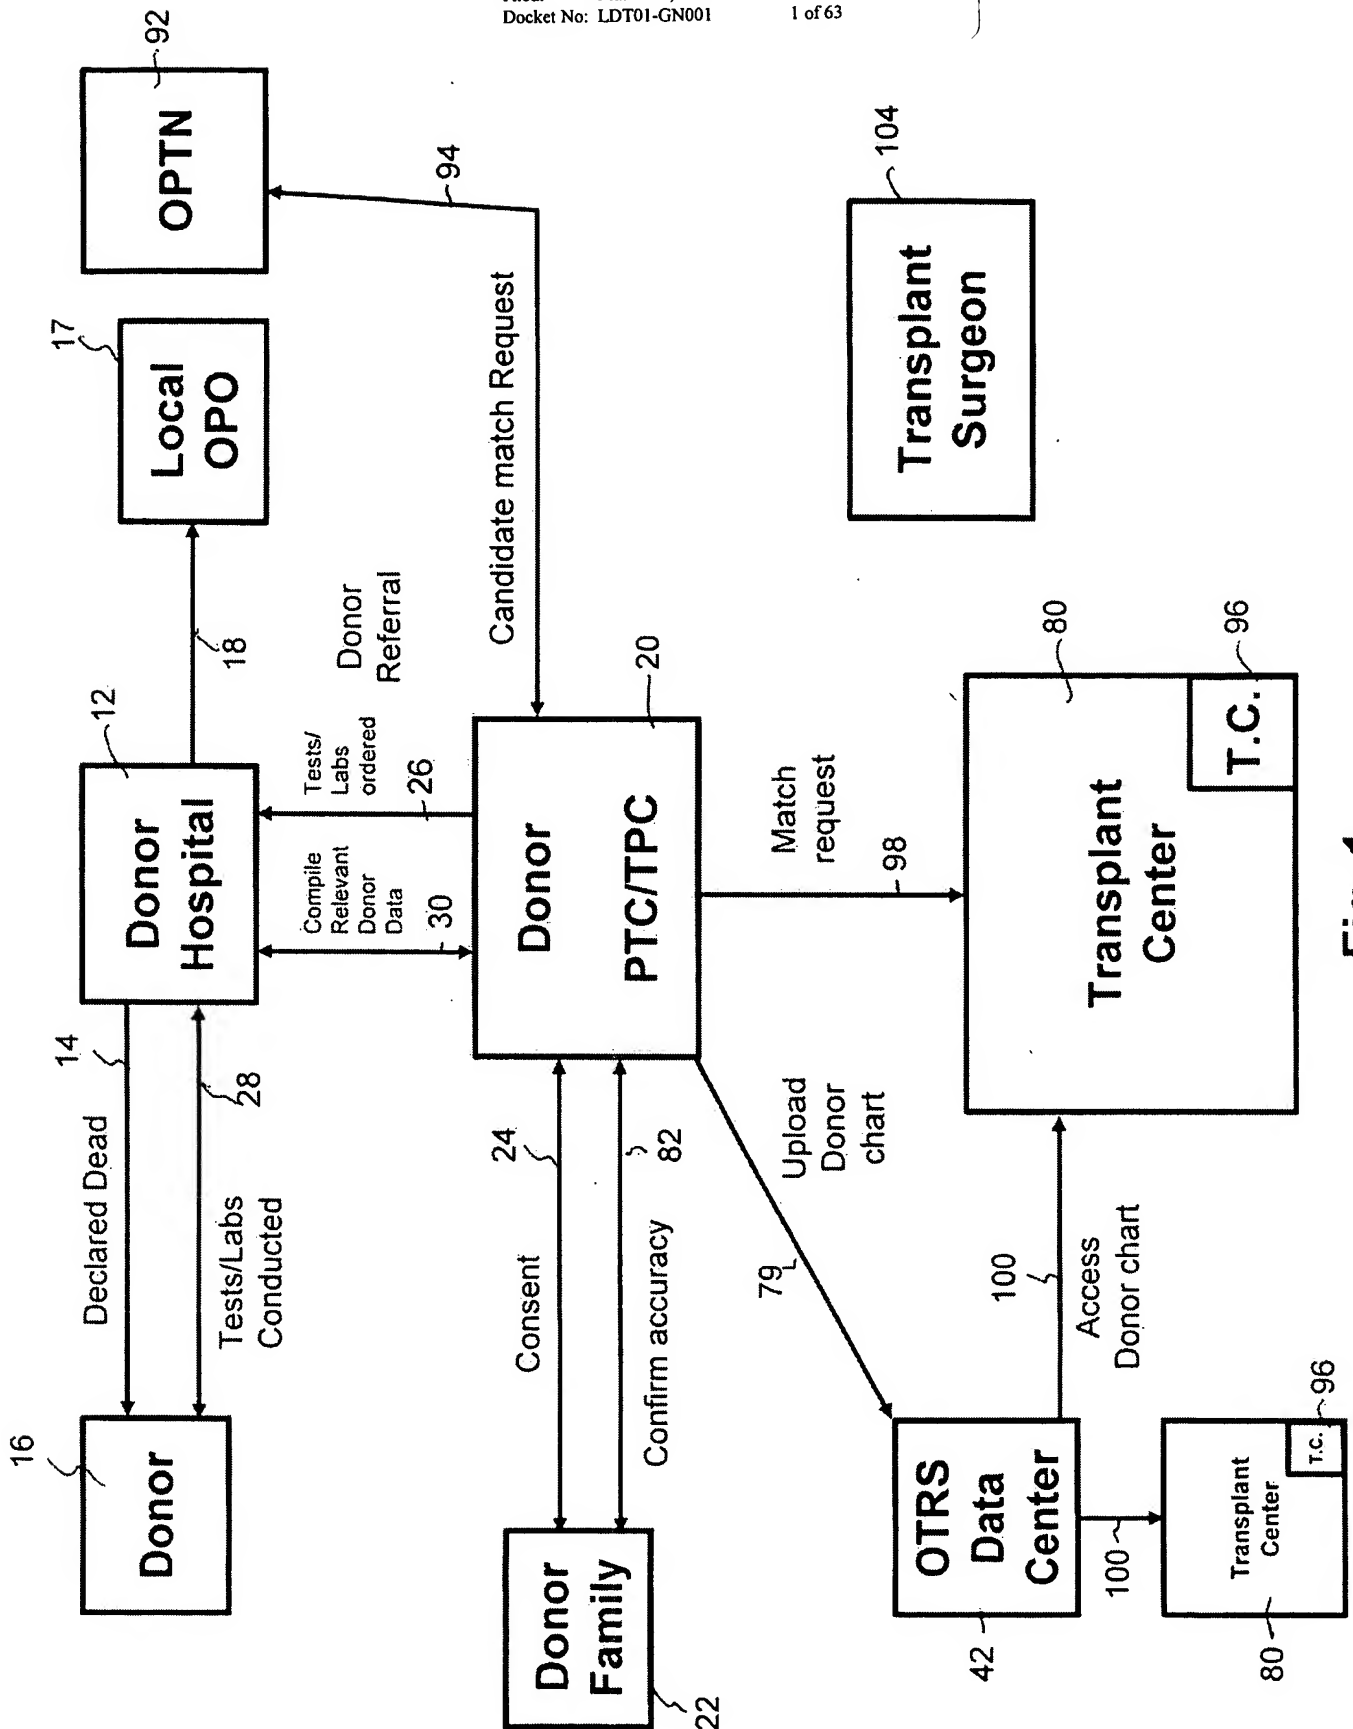 Docket No: LDT01-GN001
1 of 63
16
Donor
14
Declared Dead
28
Tests/Labs
Conducted
12
Donor
Hospital
18
17
Local
OPO
92
OPTN
94
Candidate match Request
Donor
Referral
Tests/
Labs
ordered
26
Compile
Relevant
Donor
Data
30
22
Donor
Family
24
Consent
82
Confirm accuracy
20
Donor
PTC/TPC
79
Upload
Donor
chart
98
Match
request
104
Transplant
Surgeon
42
OTRS
Data
Center
100
Access
Donor chart
80
Transplant
Center
T.C.
96
100
80
Transplant
Center
T.C.
96